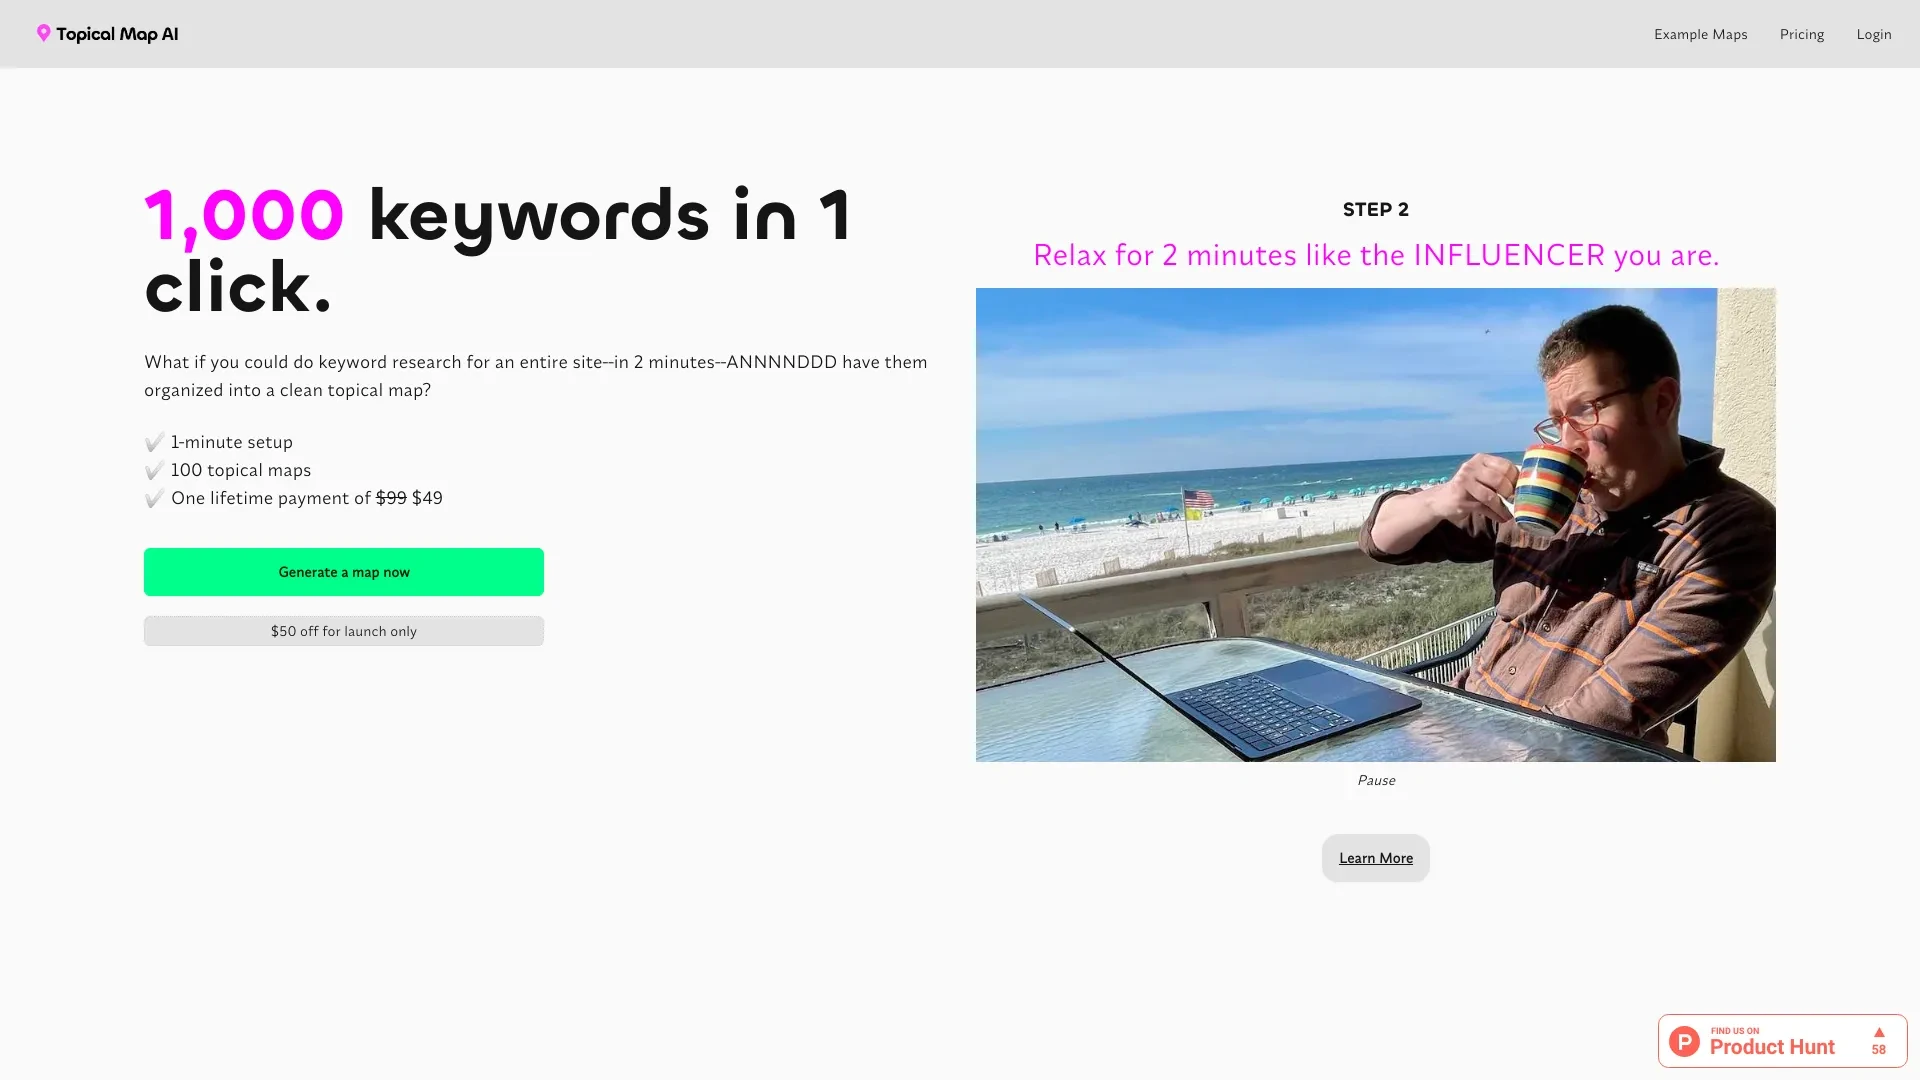 Topical Map AI
Example Maps
Pricing
Login
1,000 keywords in 1
click.
What if you could do keyword research for an entire site--in 2 minutes--ANNNNDDD have them
organized into a clean topical map?
✔️ 1-minute setup
✔️ 100 topical maps
✔️ One lifetime payment of $99 $49
Generate a map now
$50 off for launch only
STEP 2
Relax for 2 minutes like the INFLUENCER you are.
Pause
Learn More
FIND US ON
Product Hunt
58